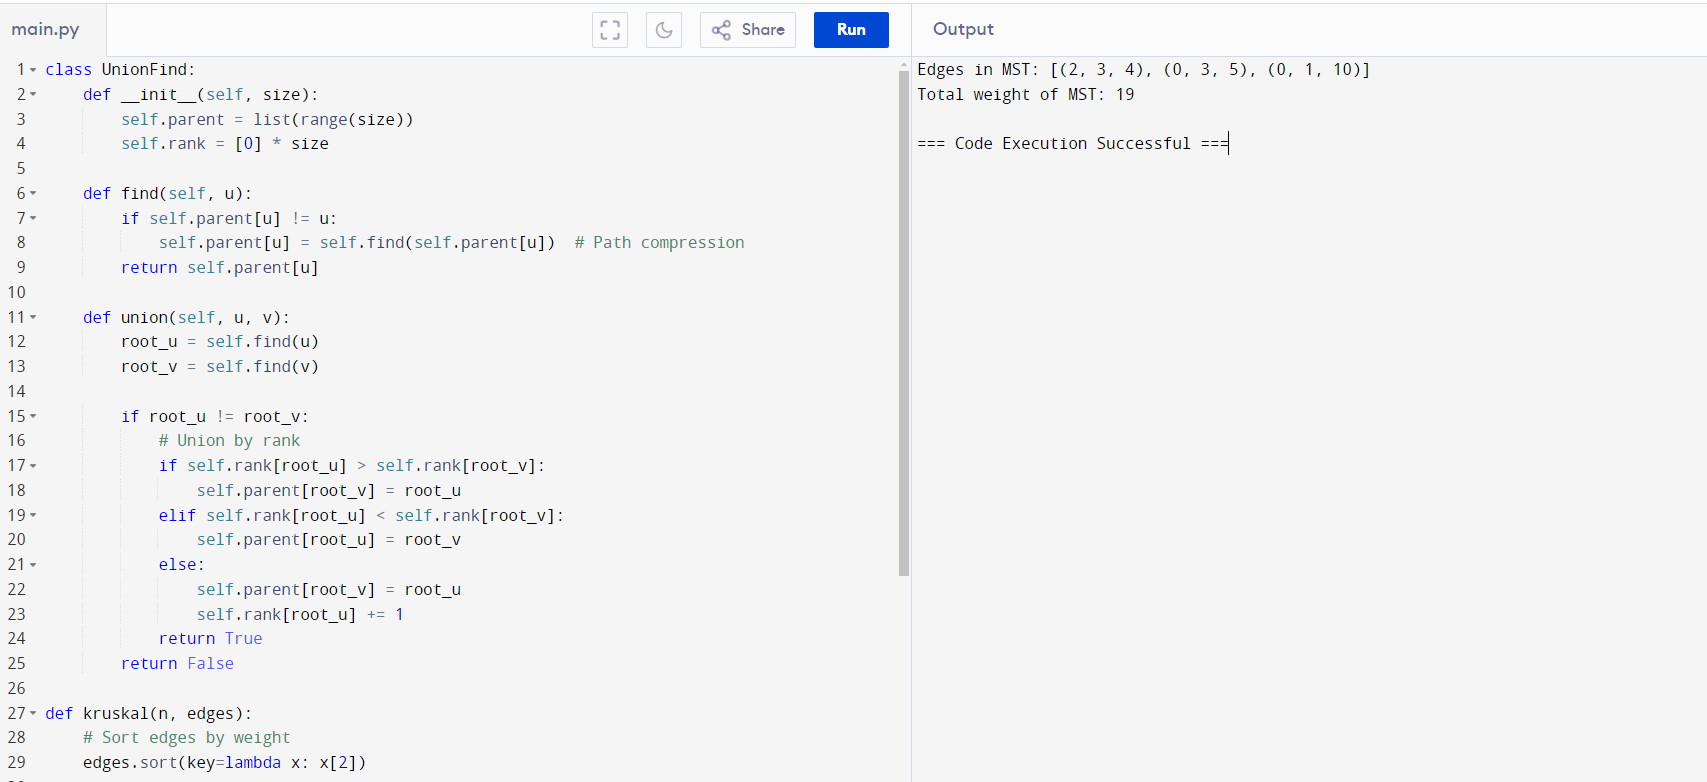 main.py
Share
Run
Output
1 class UnionFind:
2     def __init__(self, size):
3         self.parent = list(range(size))
4         self.rank = [0] * size
5
6     def find(self, u):
7         if self.parent[u] != u:
8             self.parent[u] = self.find(self.parent[u])  # Path compression
9         return self.parent[u]
10
11     def union(self, u, v):
12         root_u = self.find(u)
13         root_v = self.find(v)
14
15         if root_u != root_v:
16             # Union by rank
17             if self.rank[root_u] > self.rank[root_v]:
18                 self.parent[root_v] = root_u
19             elif self.rank[root_u] < self.rank[root_v]:
20                 self.parent[root_u] = root_v
21             else:
22                 self.parent[root_v] = root_u
23                 self.rank[root_u] += 1
24             return True
25         return False
26
27 def kruskal(n, edges):
28     # Sort edges by weight
29     edges.sort(key=lambda x: x[2])
Edges in MST: [(2, 3, 4), (0, 3, 5), (0, 1, 10)]
Total weight of MST: 19
=== Code Execution Successful ===